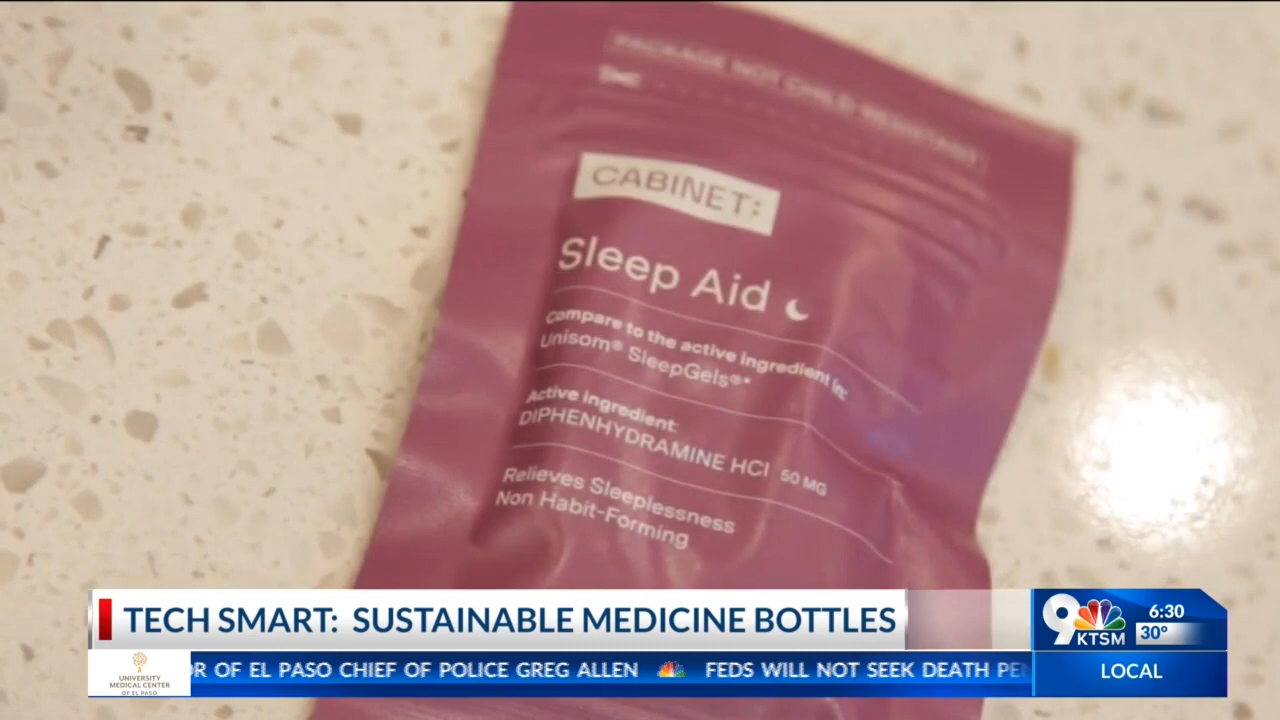 PACKAGE NOT CHILD RESISTANT
CABINET:
Sleep Aid
Compare to the active ingredient in:
Unisom® SleepGels®*
Active ingredient:
DIPHENHYDRAMINE HCl 50 MG
Relieves Sleeplessness
Non Habit-Forming
TECH SMART: SUSTAINABLE MEDICINE BOTTLES
9 KTSM
6:30
30°
UNIVERSITY
MEDICAL CENTER
OF EL PASO
OR OF EL PASO CHIEF OF POLICE GREG ALLEN FEDS WILL NOT SEEK DEATH PEN
LOCAL